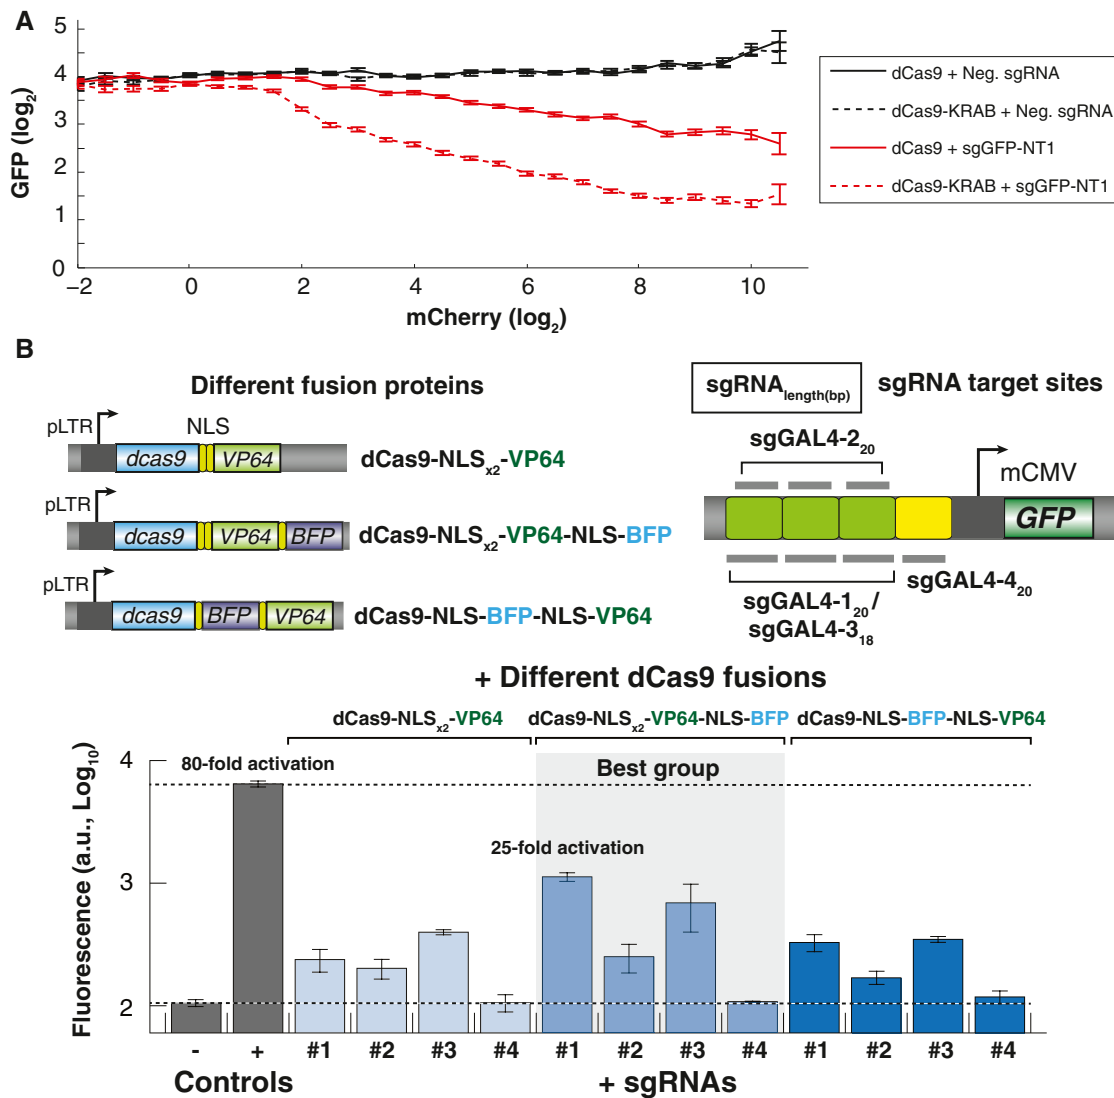 A
GFP (log2)
5
4
3
2
1
0
−2
0
2
4
6
8
10
mCherry (log2)
dCas9 + Neg. sgRNA
dCas9-KRAB + Neg. sgRNA
dCas9 + sgGFP-NT1
dCas9-KRAB + sgGFP-NT1
B
Different fusion proteins
pLTR
NLS
dcas9
VP64
dCas9-NLSx2-VP64
pLTR
dcas9
VP64
BFP
dCas9-NLSx2-VP64-NLS-BFP
pLTR
dcas9
BFP
VP64
dCas9-NLS-BFP-NLS-VP64
sgRNAlength(bp)
sgRNA target sites
sgGAL4-220
mCMV
GFP
sgGAL4-420
sgGAL4-120/
sgGAL4-318
+ Different dCas9 fusions
dCas9-NLSx2-VP64
dCas9-NLSx2-VP64-NLS-BFP
dCas9-NLS-BFP-NLS-VP64
Fluorescence (a.u., Log10)
4
3
2
80-fold activation
Best group
25-fold activation
-
+
#1
#2
#3
#4
#1
#2
#3
#4
#1
#2
#3
#4
Controls
+ sgRNAs